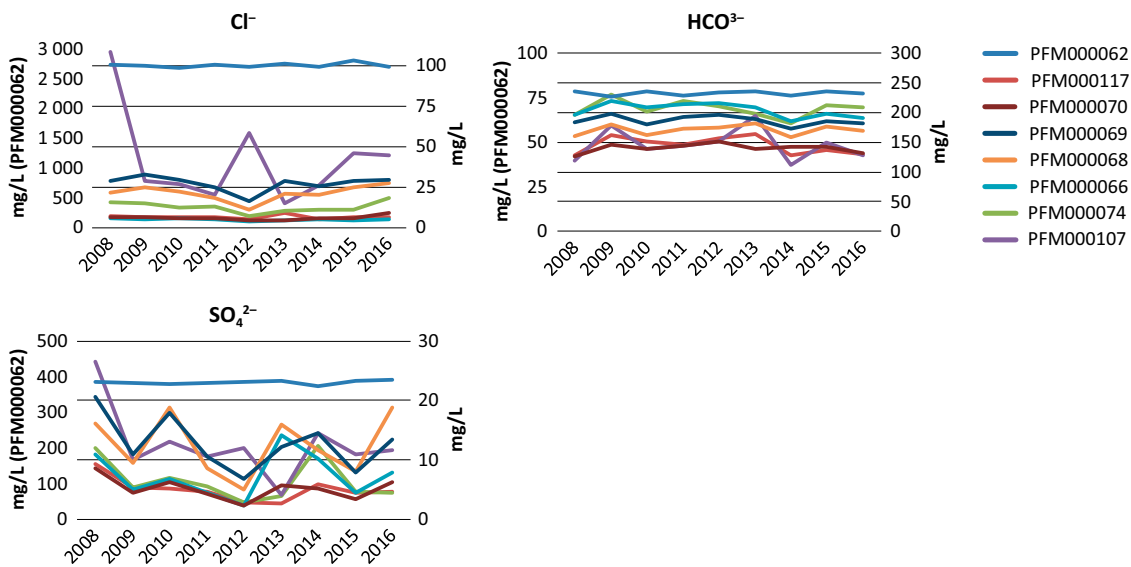 Cl⁻
mg/L (PFM000062)
3 000
2 500
2 000
1 500
1 000
500
0
100
75
50
25
0
mg/L
2008 2009 2010 2011 2012 2013 2014 2015 2016
HCO³⁻
mg/L (PFM000062)
100
75
50
25
0
300
250
200
150
100
50
0
mg/L
2008 2009 2010 2011 2012 2013 2014 2015 2016
PFM000062
PFM000117
PFM000070
PFM000069
PFM000068
PFM000066
PFM000074
PFM000107
SO₄²⁻
mg/L (PFM000062)
500
400
300
200
100
0
30
20
10
0
mg/L
2008 2009 2010 2011 2012 2013 2014 2015 2016